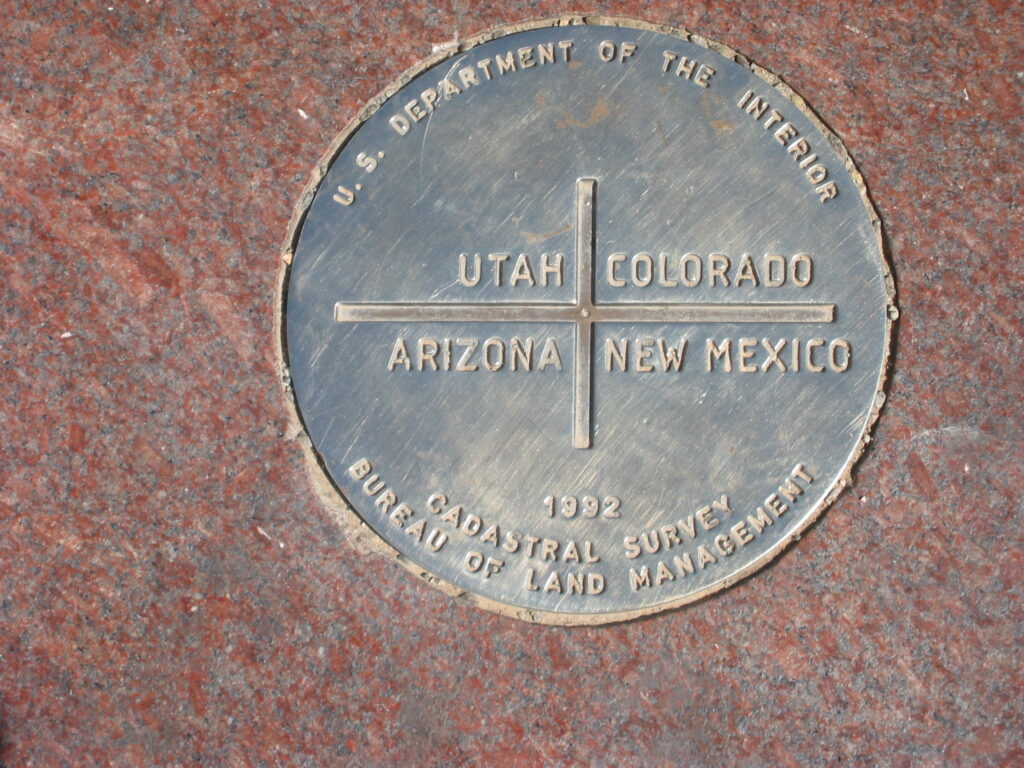 U. S. DEPARTMENT OF THE INTERIOR
UTAH COLORADO
ARIZONA NEW MEXICO
1992
CADASTRAL SURVEY
BUREAU OF LAND MANAGEMENT